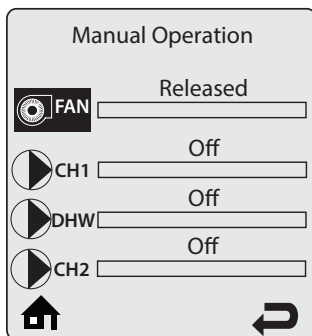 Manual Operation
Released
FAN
Off
CH1
Off
DHW
Off
CH2